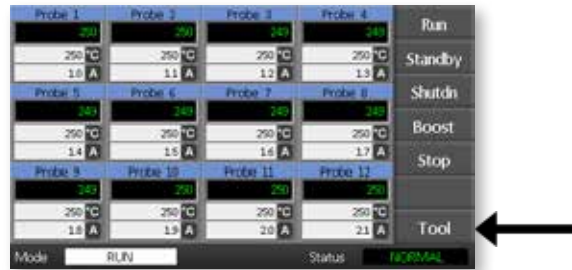 Probe 1 Probe 2 Probe 3 Probe 4 Run
250 250 249 249
250 °C 250 °C 250 °C 250 °C Standby
1.0 A 1.1 A 1.2 A 1.3 A
Probe 5 Probe 6 Probe 7 Probe 8 Shutdn
249 249 249 249
250 °C 250 °C 250 °C 250 °C Boost
1.4 A 1.5 A 1.6 A 1.7 A
Probe 9 Probe 10 Probe 11 Probe 12 Stop
249 250 250 250
250 °C 250 °C 250 °C 250 °C
1.8 A 1.9 A 2.0 A 2.1 A Tool
Mode RUN Status NORMAL